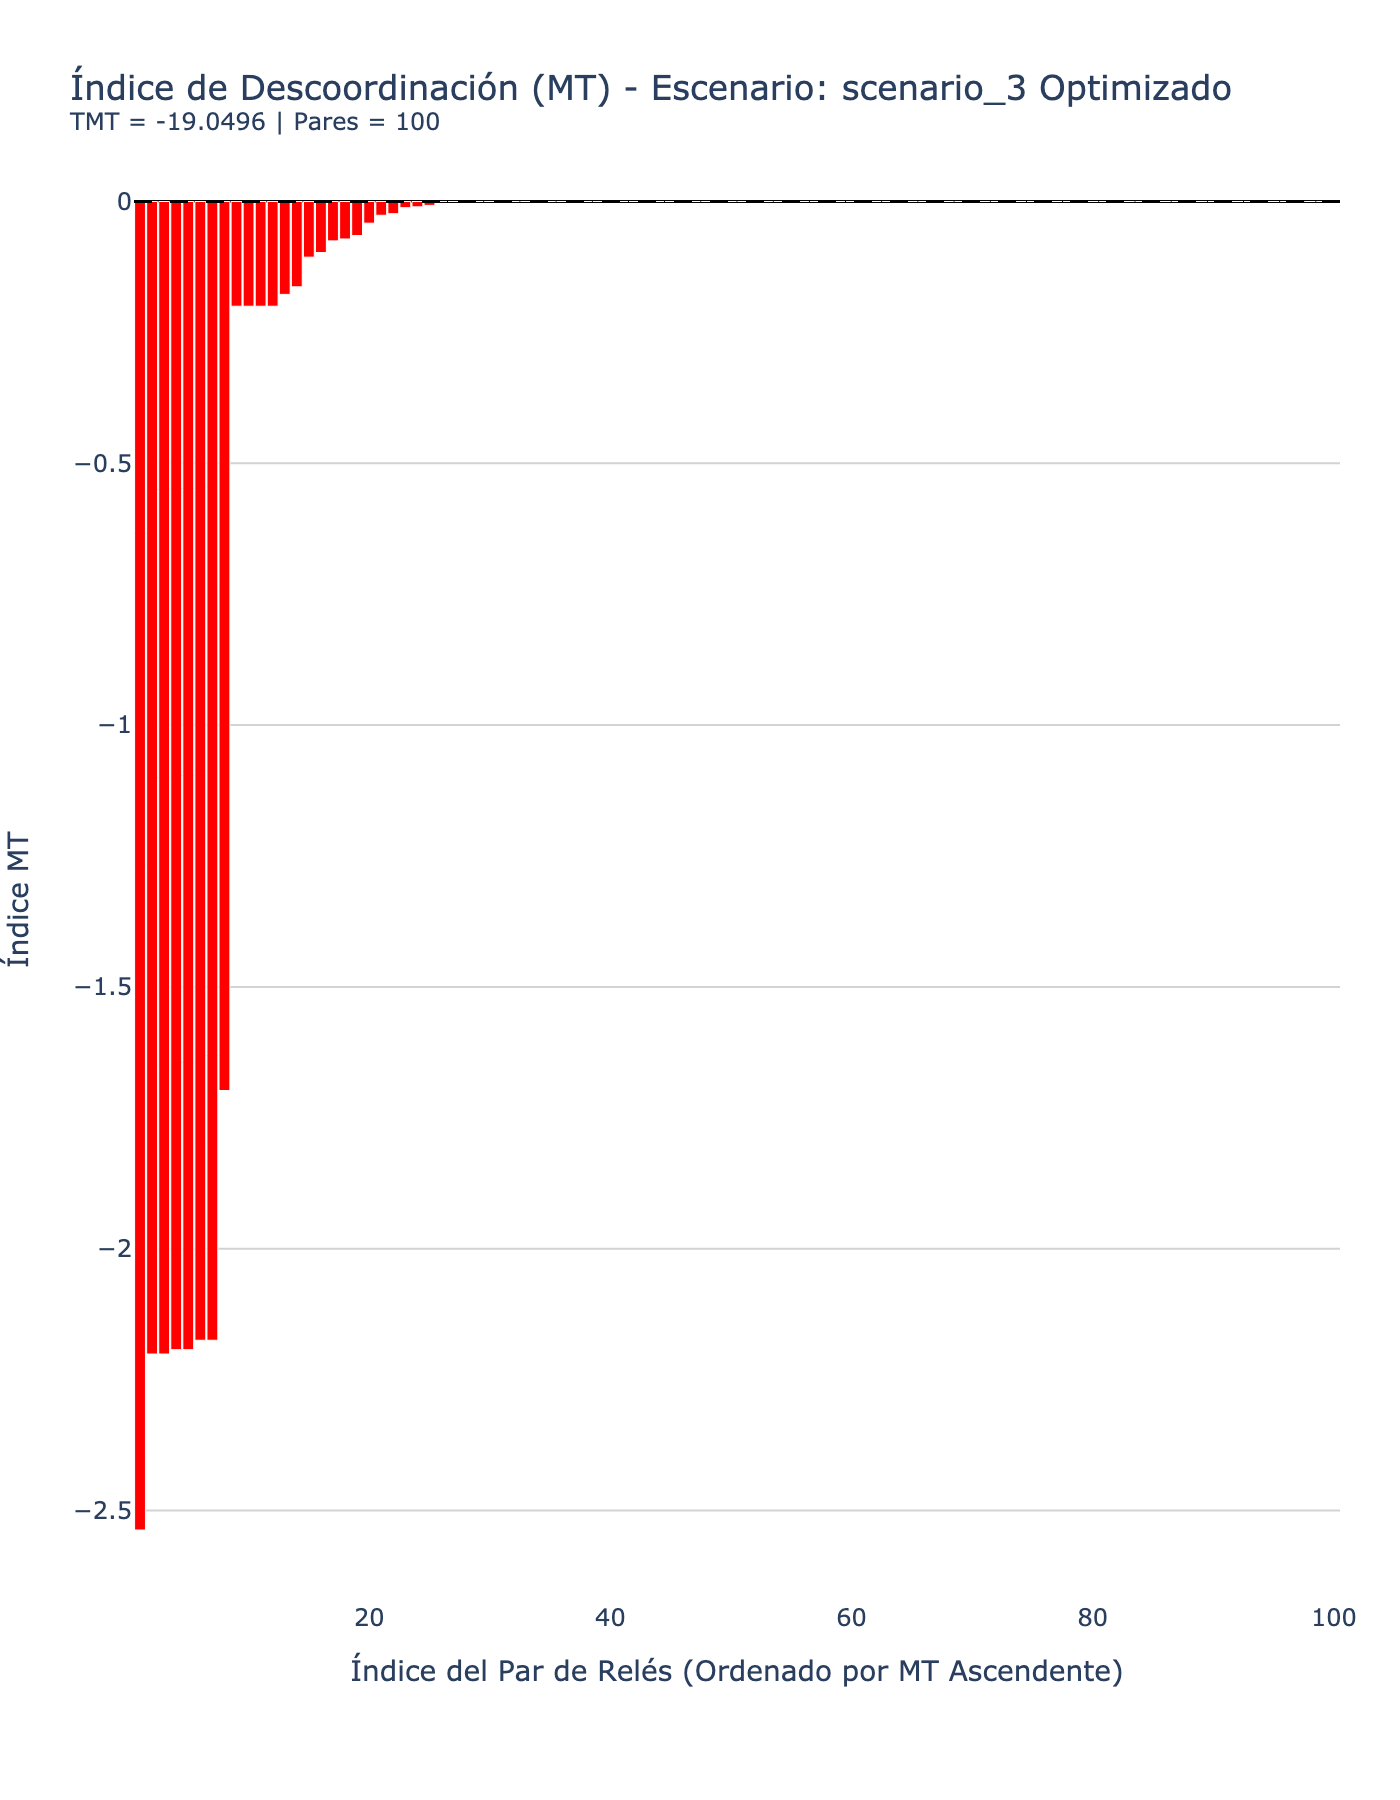 Índice de Descoordinación (MT) - Escenario: scenario_3 Optimizado
TMT = -19.0496 | Pares = 100
0
−0.5
−1
−1.5
−2
−2.5
Índice MT
20 40 60 80 100
Índice del Par de Relés (Ordenado por MT Ascendente)